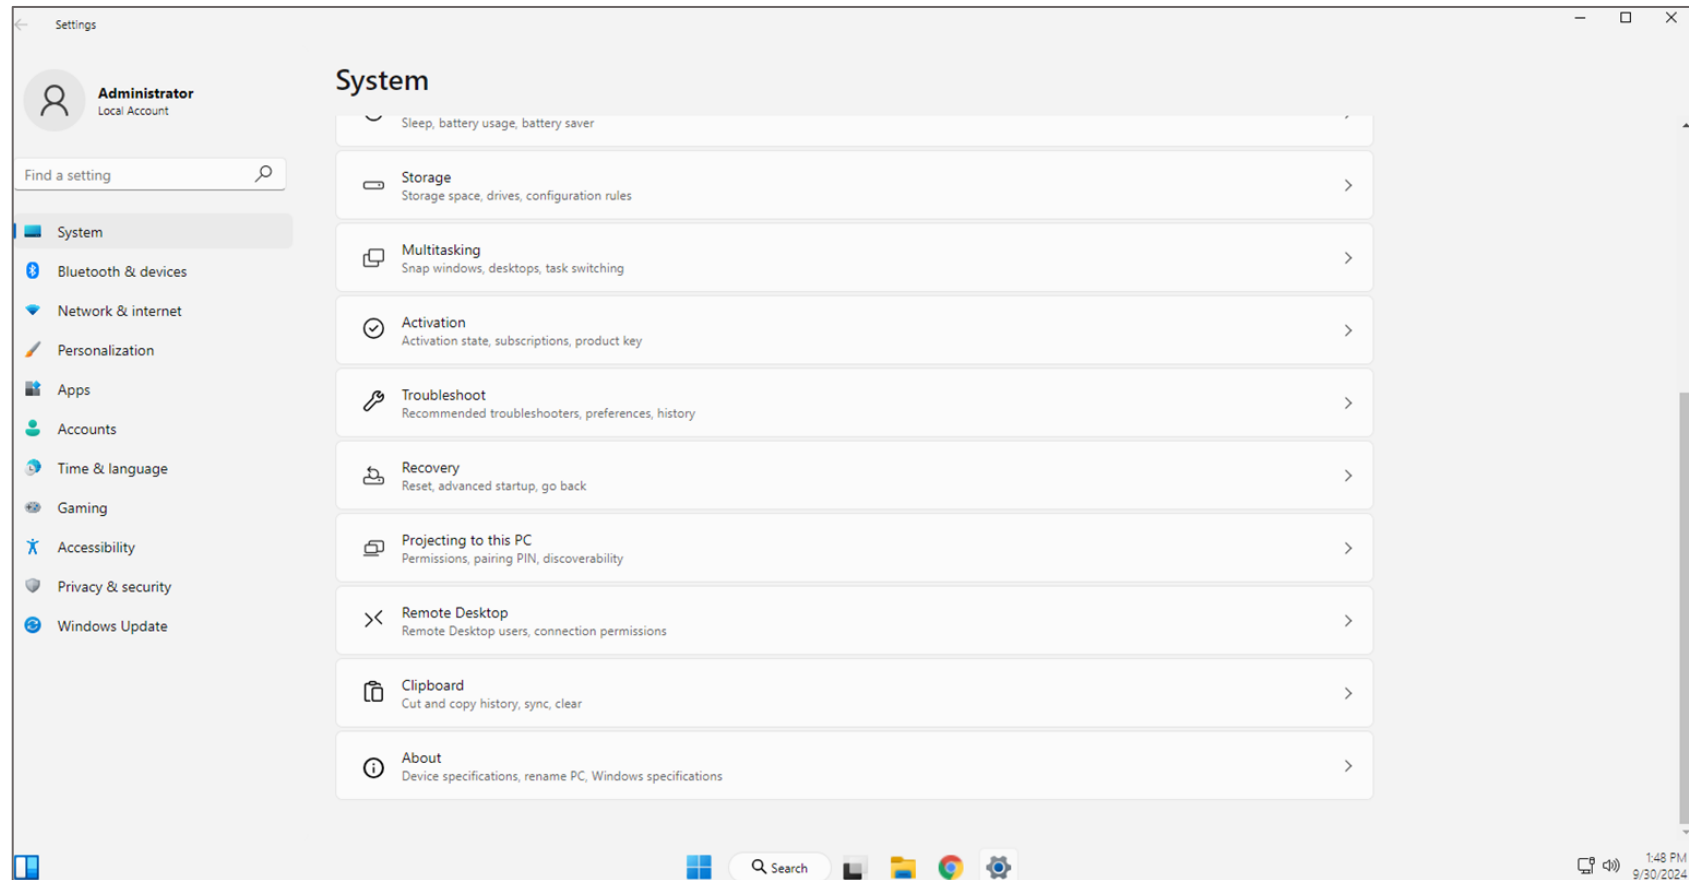 Settings
Administrator
Local Account
Find a setting
System
Bluetooth & devices
Network & internet
Personalization
Apps
Accounts
Time & language
Gaming
Accessibility
Privacy & security
Windows Update
System
Sleep, battery usage, battery saver
Storage
Storage space, drives, configuration rules
Multitasking
Snap windows, desktops, task switching
Activation
Activation state, subscriptions, product key
Troubleshoot
Recommended troubleshooters, preferences, history
Recovery
Reset, advanced startup, go back
Projecting to this PC
Permissions, pairing PIN, discoverability
Remote Desktop
Remote Desktop users, connection permissions
Clipboard
Cut and copy history, sync, clear
About
Device specifications, rename PC, Windows specifications
Search
1:48 PM
9/30/2024